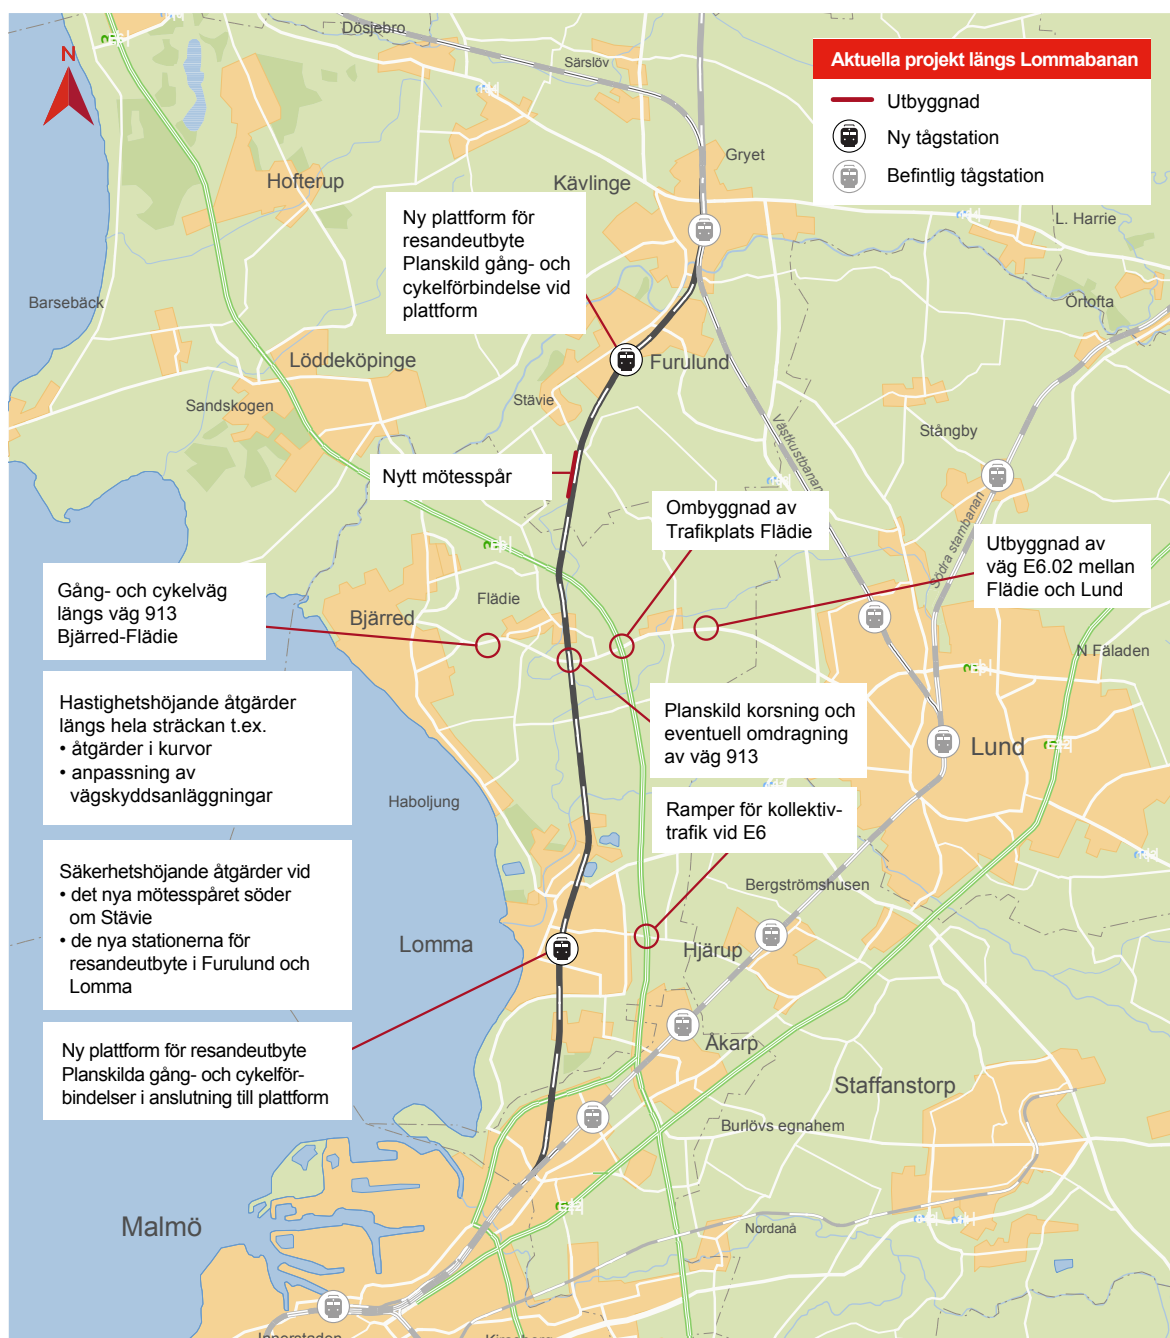 Dösjebro
Särslöv
N
Aktuella projekt längs Lommabanan
Utbyggnad
Ny tågstation
Befintlig tågstation
Gryet
Hofterup
Kävlinge
L. Harrie
Ny plattform för
resandeutbyte
Planskild gång- och
cykelförbindelse vid
plattform
Barsebäck
Örtofta
Löddeköpinge
Furulund
Sandskogen
Stävie
Västkustbanan
Stångby
Nytt mötesspår
Södra stambanan
Ombyggnad av
Trafikplats Flädie
Utbyggnad av
väg E6.02 mellan
Flädie och Lund
Gång- och cykelväg
längs väg 913
Bjärred-Flädie
Flädie
Bjärred
N Fäladen
Hastighetshöjande åtgärder
längs hela sträckan t.ex.
• åtgärder i kurvor
• anpassning av
vägskyddsanläggningar
Planskild korsning och
eventuell omdragning
av väg 913
Lund
Haboljung
Ramper för kollektiv-
trafik vid E6
Säkerhetshöjande åtgärder vid
• det nya mötesspåret söder
om Stävie
• de nya stationerna för
resandeutbyte i Furulund och
Lomma
Bergströmshusen
Lomma
Hjärup
Ny plattform för resandeutbyte
Planskilda gång- och cykelför-
bindelser i anslutning till plattform
Åkarp
Staffanstorp
Burlövs egnahem
Malmö
Nordanå